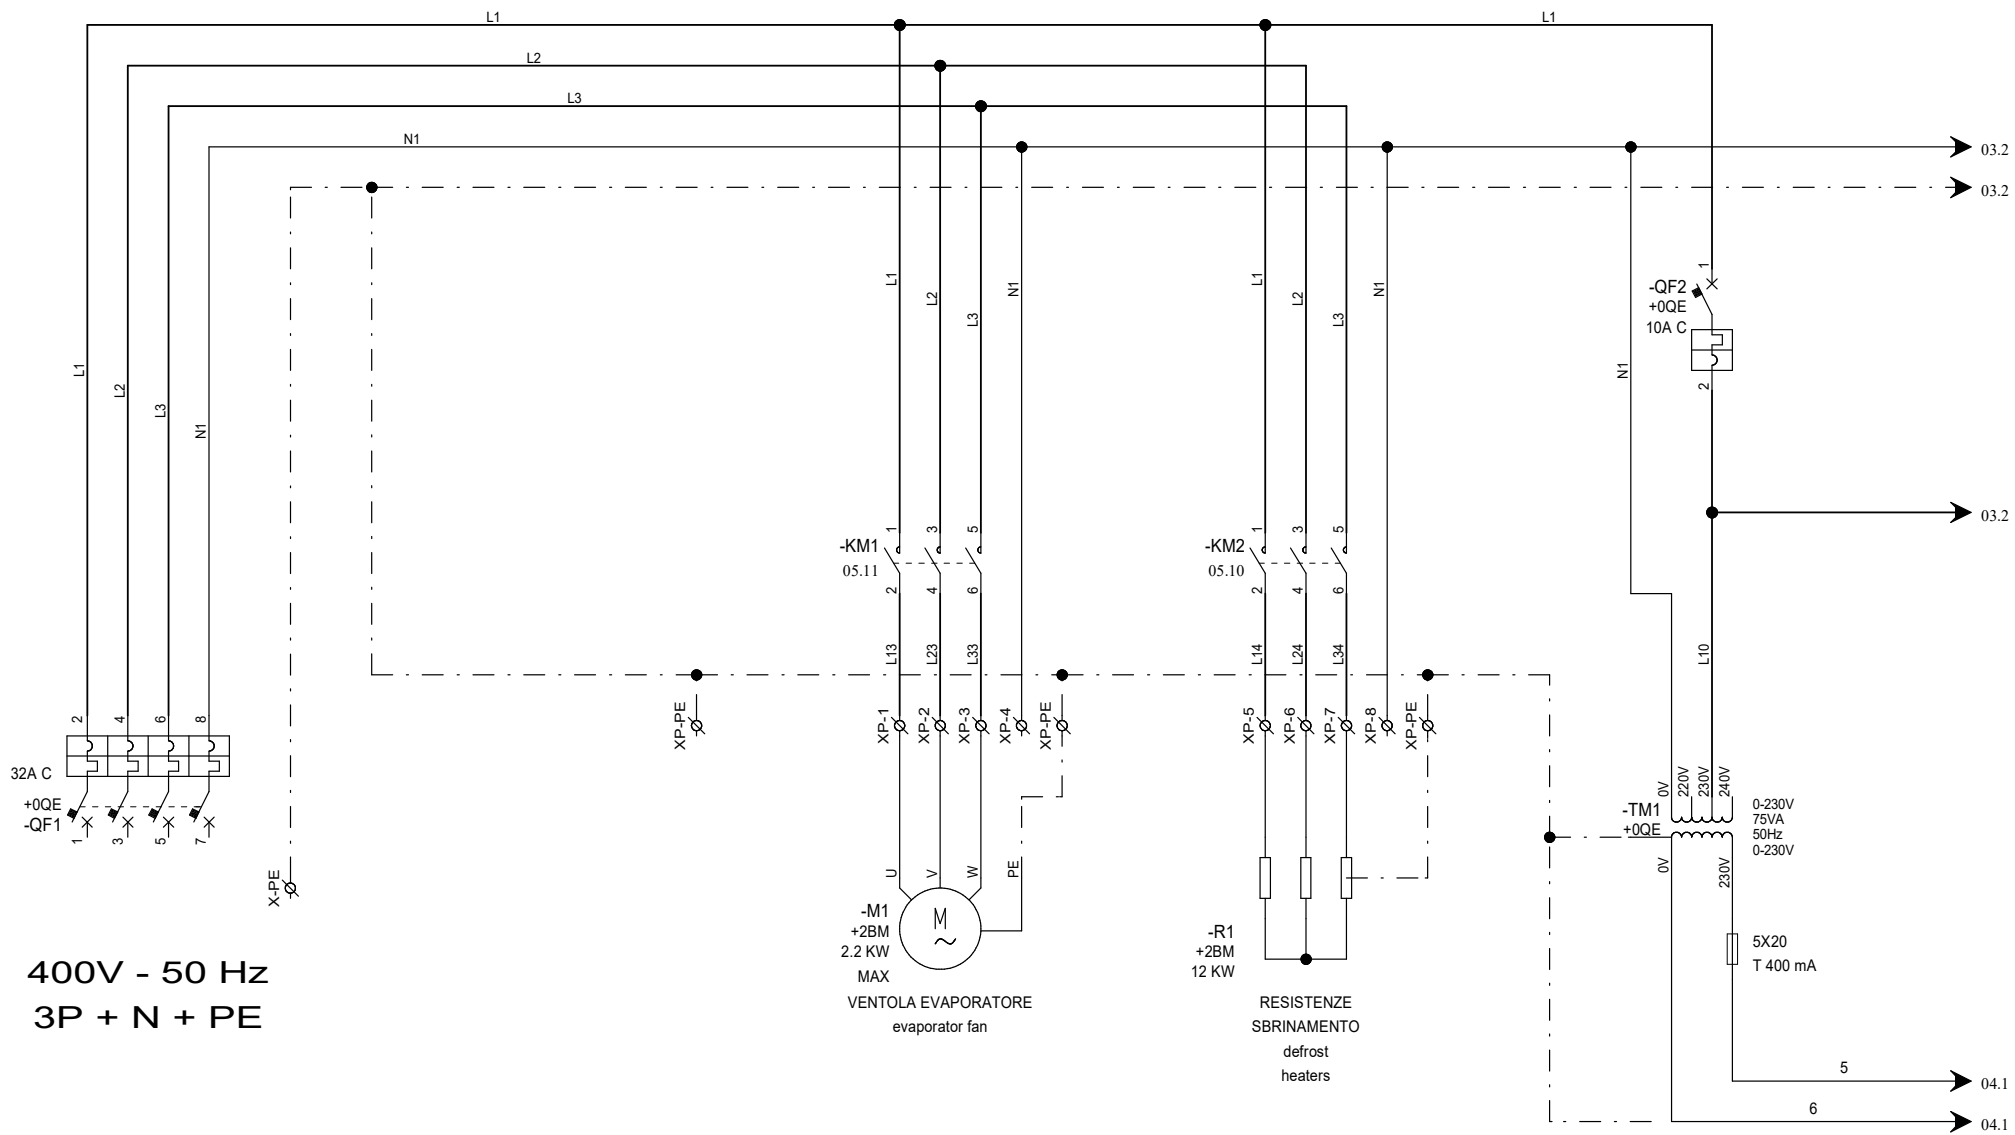 L1
L1
L2
L3
N1
03.2
03.2
L1
L2
L3
N1
L1
L2
L3
N1
L1
L2
L3
N1
N1
1
-QF2
+0QE
10A C
2
03.2
1
3
5
-KM1
05.11
2
4
6
1
3
5
-KM2
05.10
2
4
6
L13
L23
L33
L14
L24
L34
L10
2
4
6
8
XP-PE
XP-1
XP-2
XP-3
XP-4
XP-PE
XP-5
XP-6
XP-7
XP-8
XP-PE
32A C
+0QE
-QF1
1
3
5
7
X-PE
0V
220V
230V
240V
-TM1
+0QE
0-230V
75VA
50Hz
0-230V
0V
230V
U
V
W
PE
M
-M1
+2BM
2.2 KW
MAX
VENTOLA EVAPORATORE
evaporator fan
-R1
+2BM
12 KW
RESISTENZE
SBRINAMENTO
defrost
heaters
5X20
T 400 mA
400V - 50 Hz
3P + N + PE
5
04.1
6
04.1